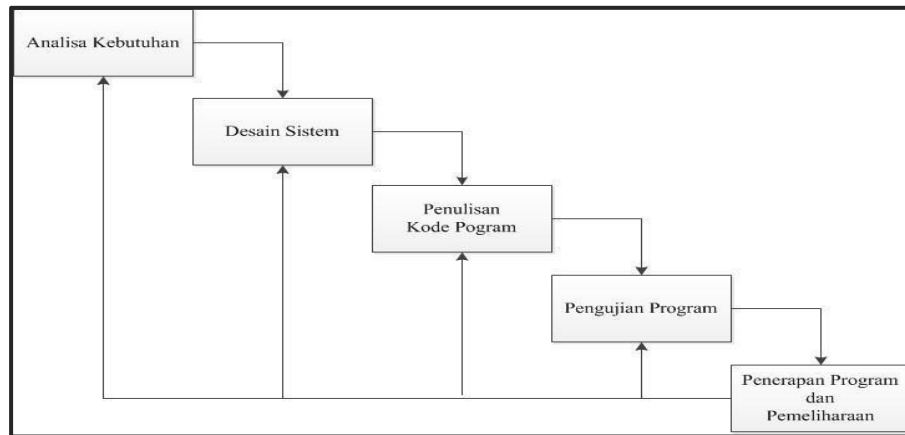 Analisa Kebutuhan
Desain Sistem
Penulisan
Kode Pogram
Pengujian Program
Penerapan Program
dan
Pemeliharaan